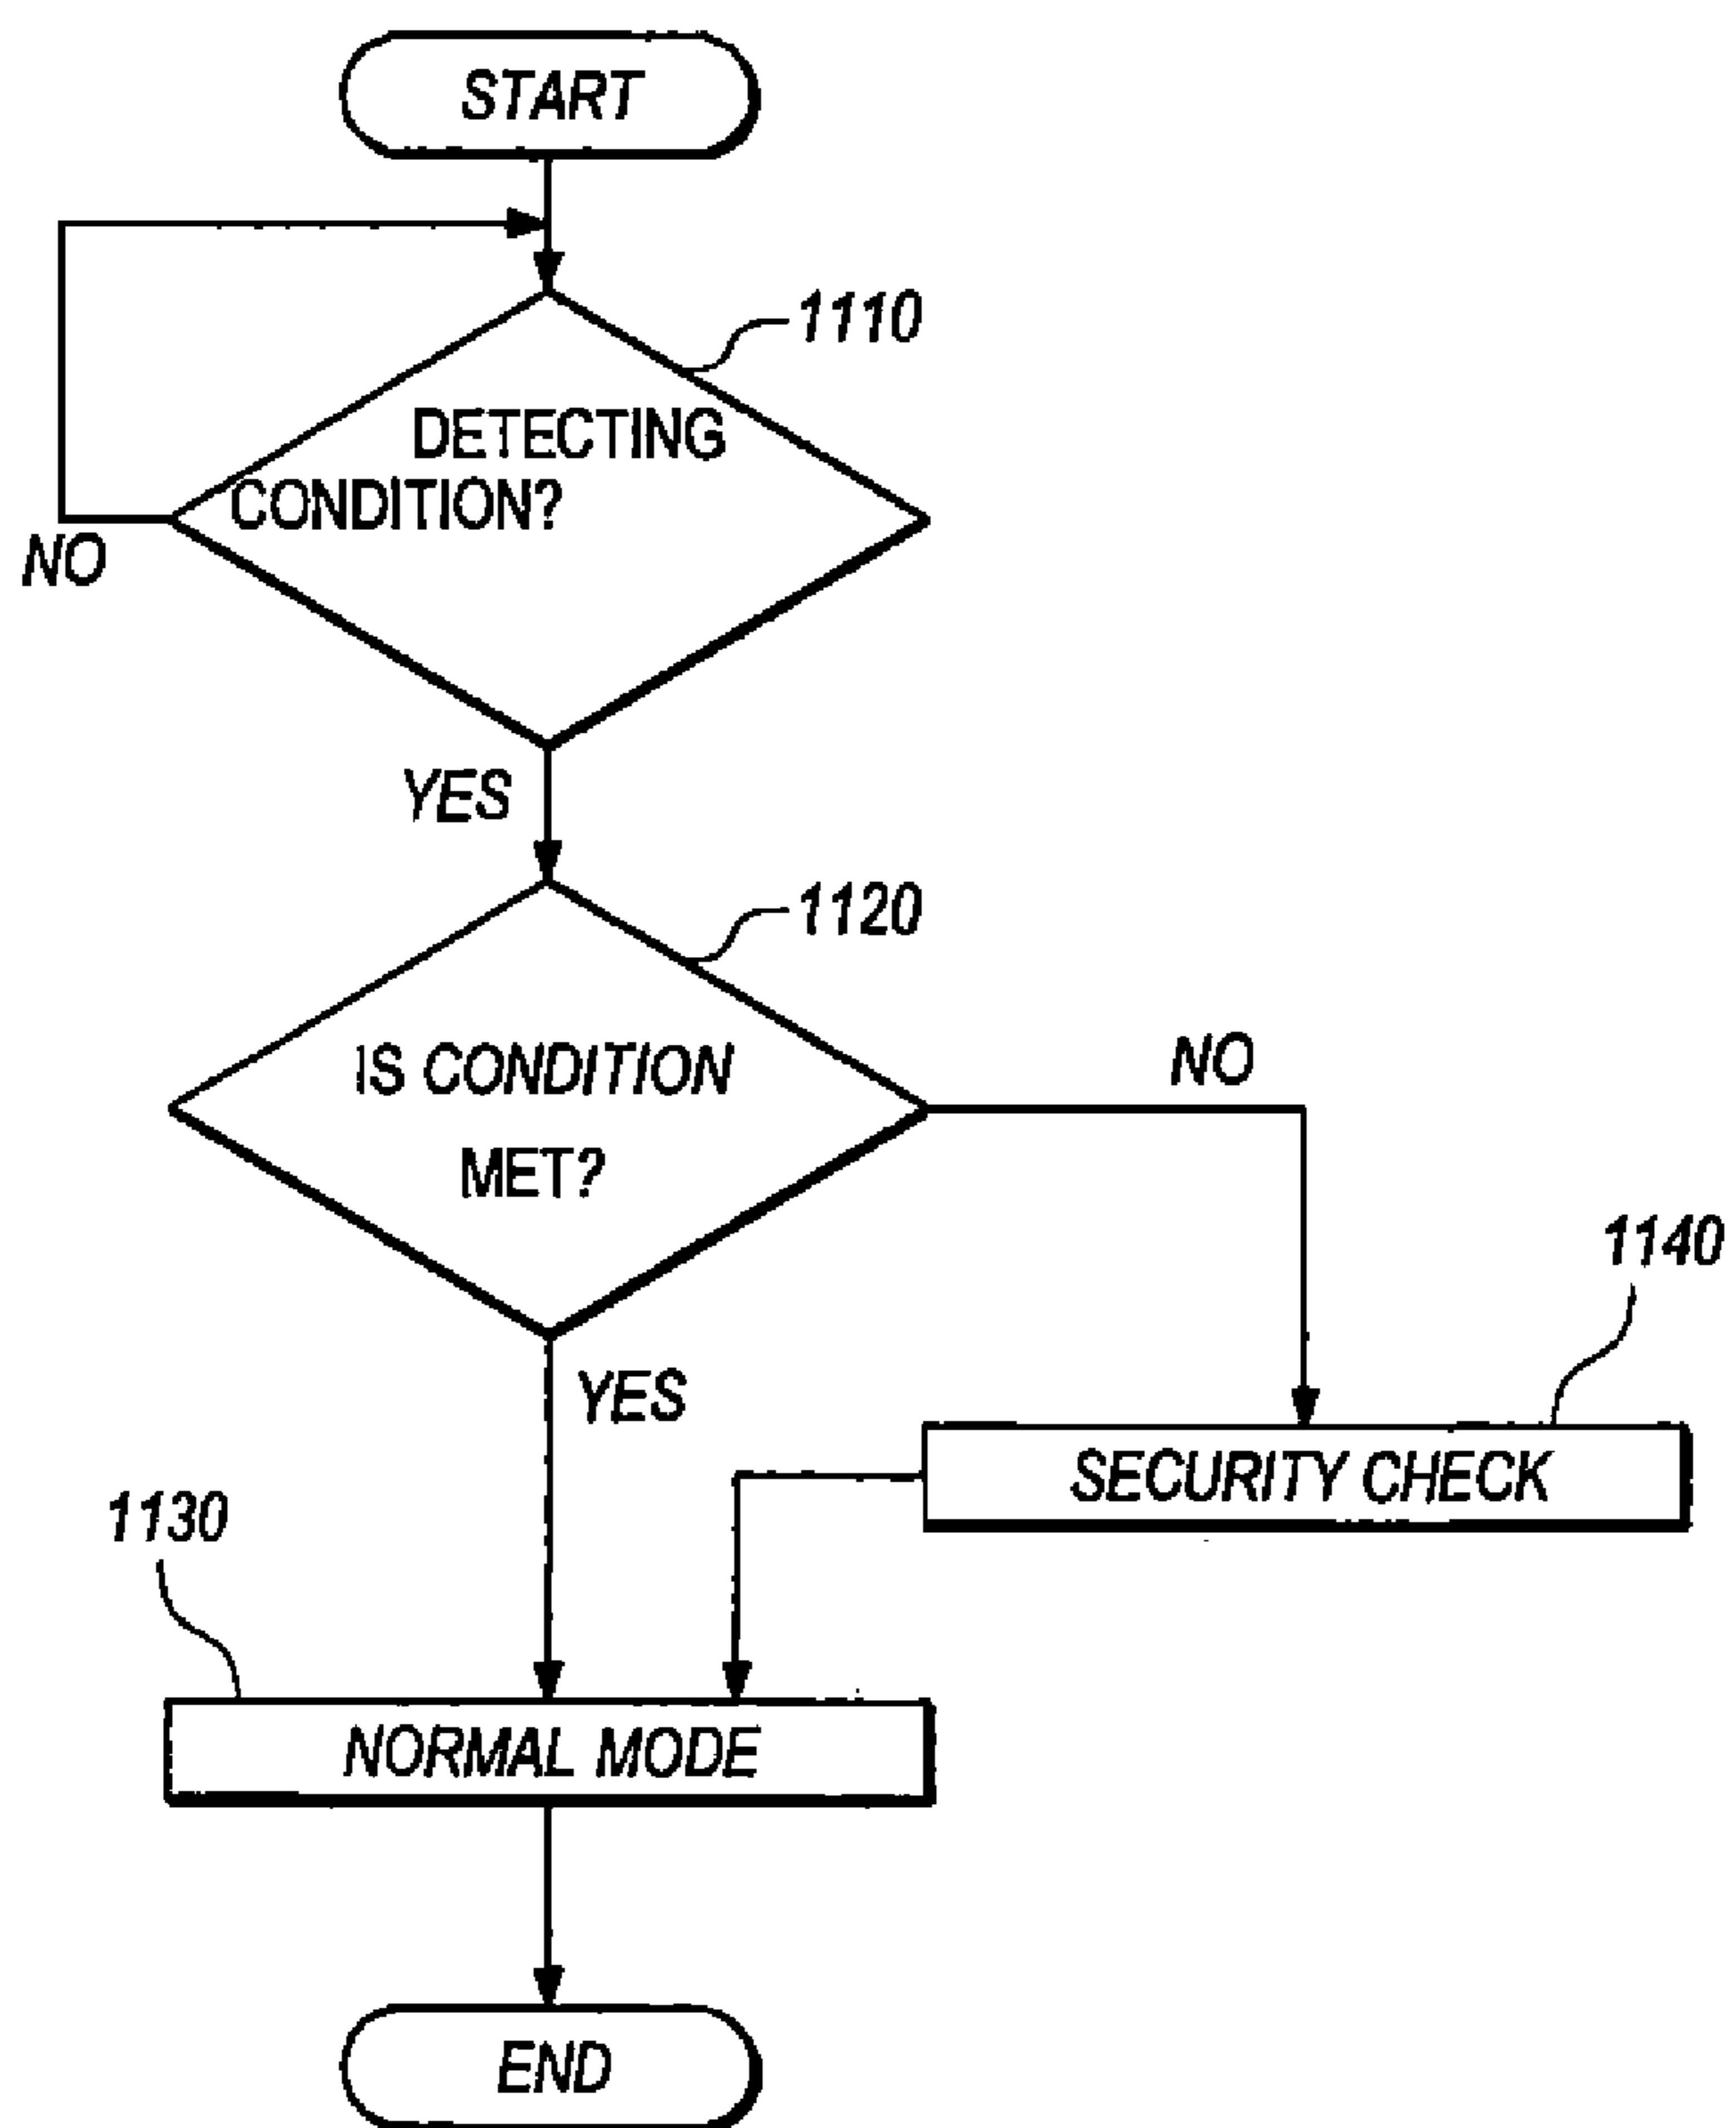 START
1110
DETECTING
CONDITION?
NO
YES
1120
IS CONDITION
MET?
NO
YES
1140
SECURITY CHECK
1130
NORMAL MODE
END